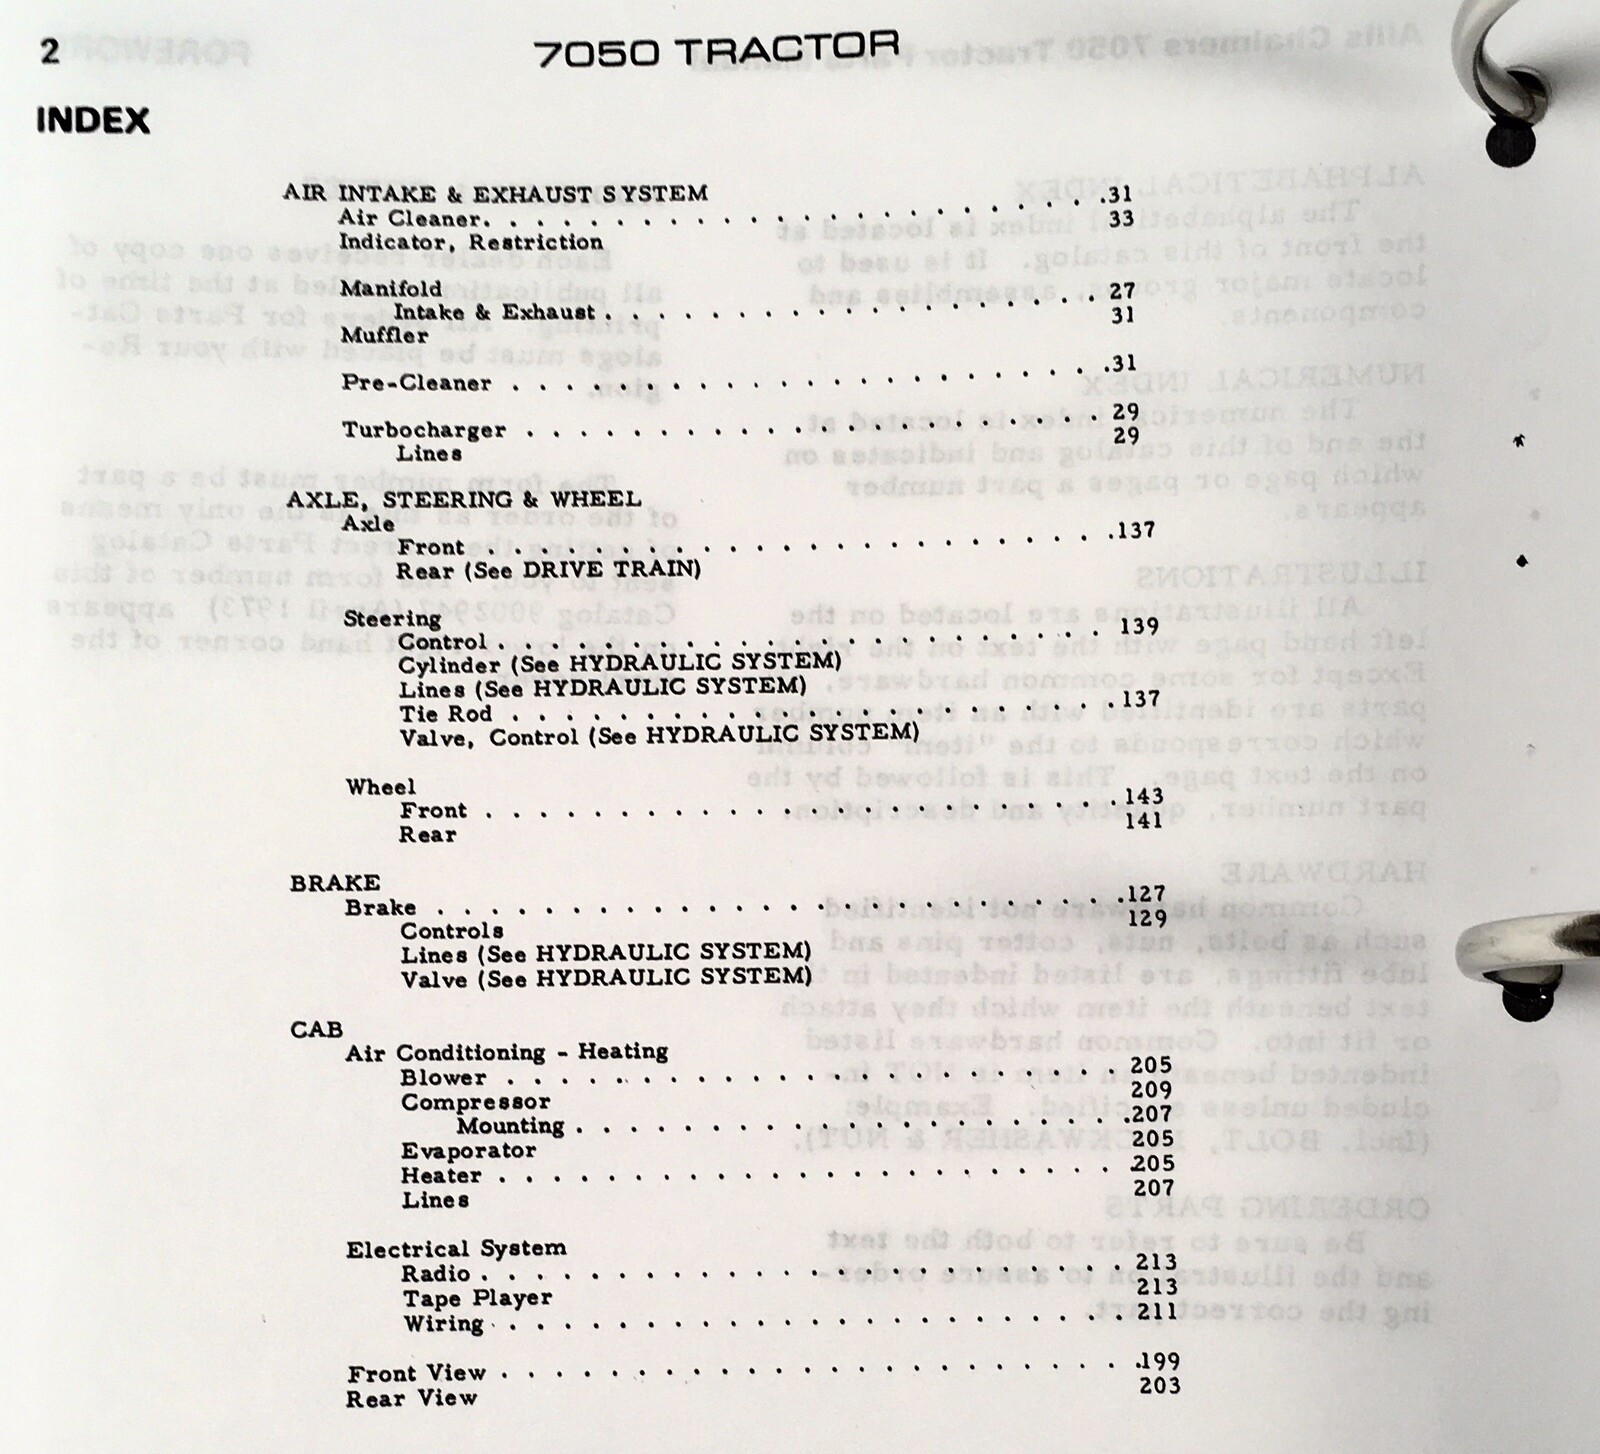 2
7050 TRACTOR
INDEX
AIR INTAKE & EXHAUST SYSTEM
Air Cleaner. . . . . . . . . . . . . . . . . . . . . . . .31
Indicator, Restriction 33
Manifold
Intake & Exhaust . . . . . . . . . . . . . . . . . . . 27
Muffler 31
Pre-Cleaner . . . . . . . . . . . . . . . . . . . . . . .31
Turbocharger . . . . . . . . . . . . . . . . . . . . . . 29
Lines 29
AXLE, STEERING & WHEEL
Axle
Front . . . . . . . . . . . . . . . . . . . . . . . .137
Rear (See DRIVE TRAIN)
Steering
Control . . . . . . . . . . . . . . . . . . . . . . . 139
Cylinder (See HYDRAULIC SYSTEM)
Lines (See HYDRAULIC SYSTEM)
Tie Rod . . . . . . . . . . . . . . . . . . . . . . .137
Valve, Control (See HYDRAULIC SYSTEM)
Wheel
Front . . . . . . . . . . . . . . . . . . . . . . . .143
Rear 141
BRAKE
Brake . . . . . . . . . . . . . . . . . . . . . . . . . .127
Controls 129
Lines (See HYDRAULIC SYSTEM)
Valve (See HYDRAULIC SYSTEM)
CAB
Air Conditioning - Heating
Blower . . . . . . . . . . . . . . . . . . . . . . . 205
Compressor 209
Mounting . . . . . . . . . . . . . . . . . . . . .207
Evaporator 205
Heater . . . . . . . . . . . . . . . . . . . . . . . 205
Lines 207
Electrical System
Radio . . . . . . . . . . . . . . . . . . . . . . . . 213
Tape Player 213
Wiring . . . . . . . . . . . . . . . . . . . . . . . 211
Front View . . . . . . . . . . . . . . . . . . . . . . . .199
Rear View 203